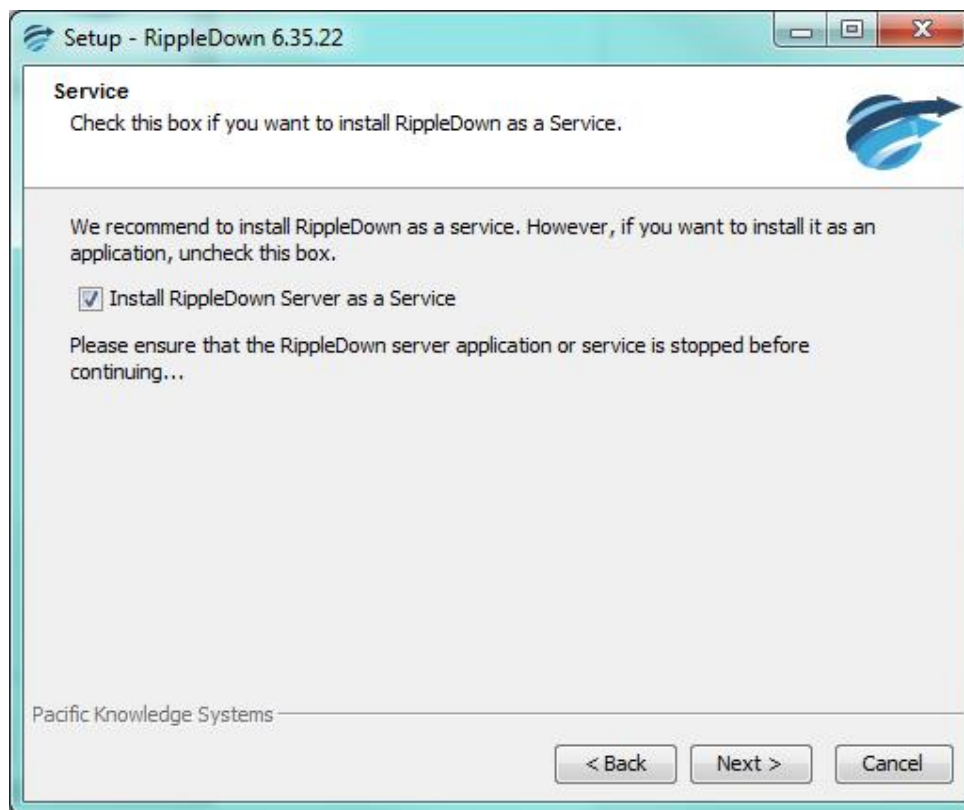 Setup - RippleDown 6.35.22
Service
Check this box if you want to install RippleDown as a Service.
We recommend to install RippleDown as a service. However, if you want to install it as an
application, uncheck this box.
Install RippleDown Server as a Service
Please ensure that the RippleDown server application or service is stopped before
continuing...
Pacific Knowledge Systems
< Back
Next >
Cancel